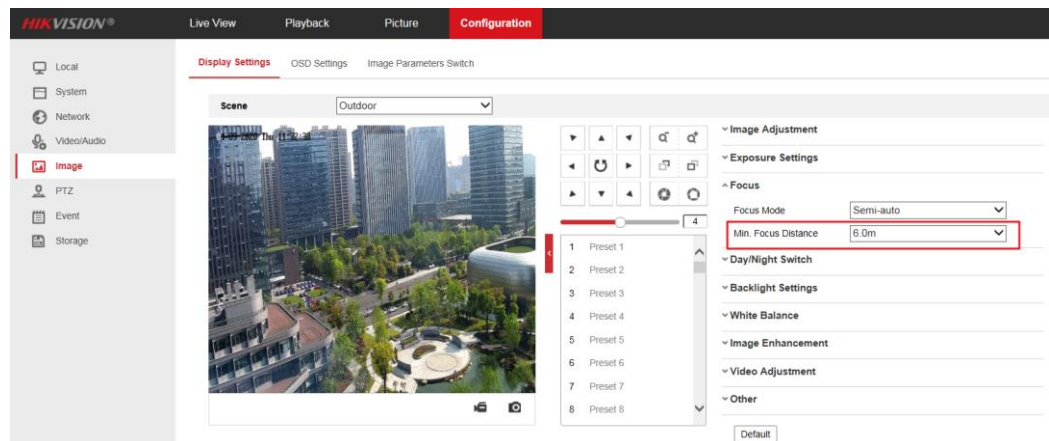 HIKVISION®
Live View Playback Picture Configuration
Local
System
Network
Video/Audio
Image
PTZ
Event
Storage
Display Settings OSD Settings Image Parameters Switch
Scene Outdoor
Thu
4
1 Preset 1
2 Preset 2
3 Preset 3
4 Preset 4
5 Preset 5
6 Preset 6
7 Preset 7
8 Preset 8
Image Adjustment
Exposure Settings
Focus
Focus Mode Semi-auto
Min. Focus Distance 6.0m
Day/Night Switch
Backlight Settings
White Balance
Image Enhancement
Video Adjustment
Other
Default